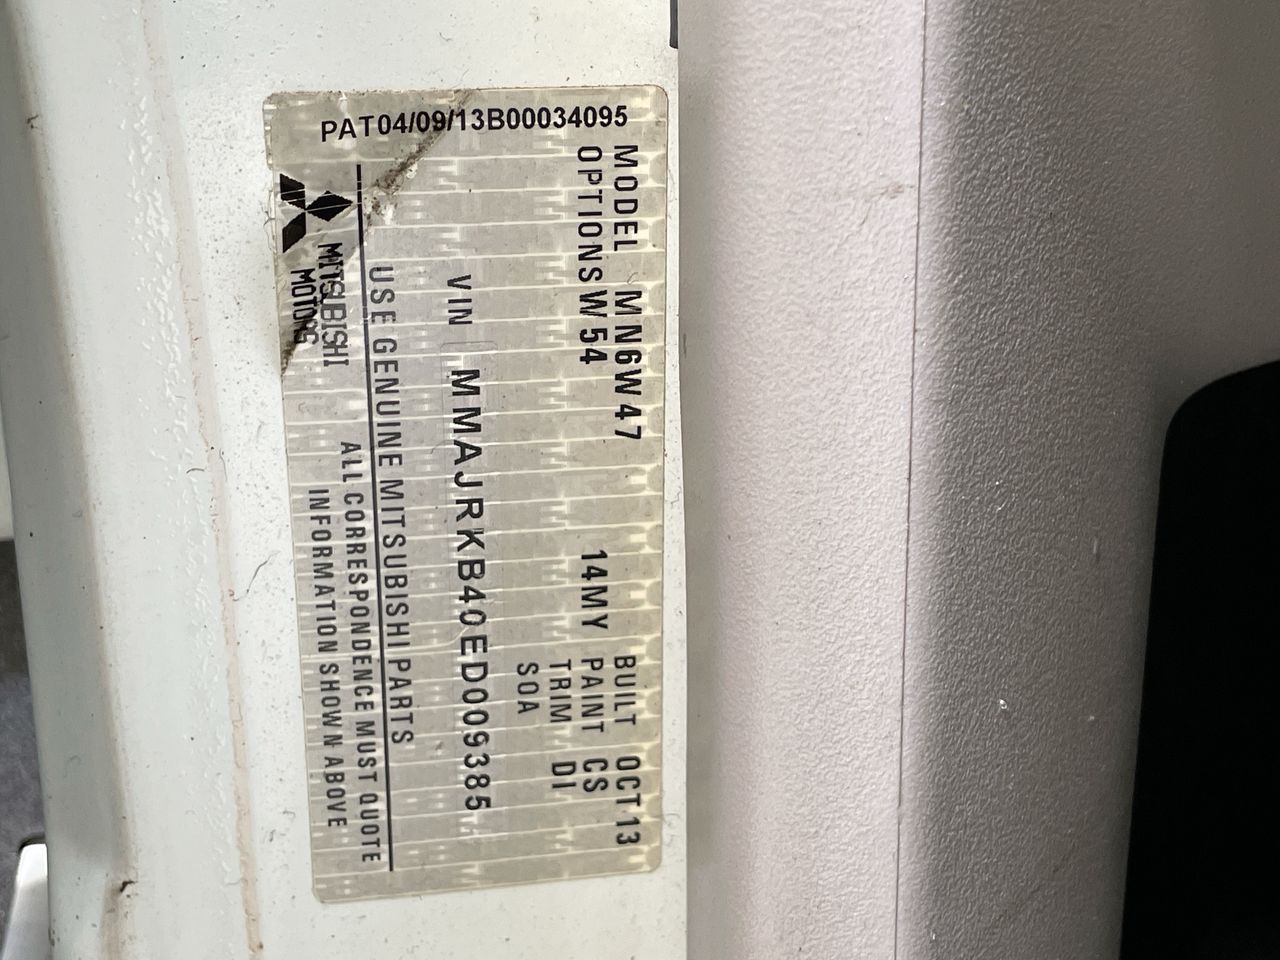 PAT04/09/13B00034095
MODEL MN6W47
OPTIONS W54 14MY
BUILT OCT13
PAINT CS
TRIM DI
SOA
VIN MMAJRKB40ED009385
USE GENUINE MITSUBISHI PARTS
MITSUBISHI
MOTORS
ALL CORRESPONDENCE MUST QUOTE
INFORMATION SHOWN ABOVE